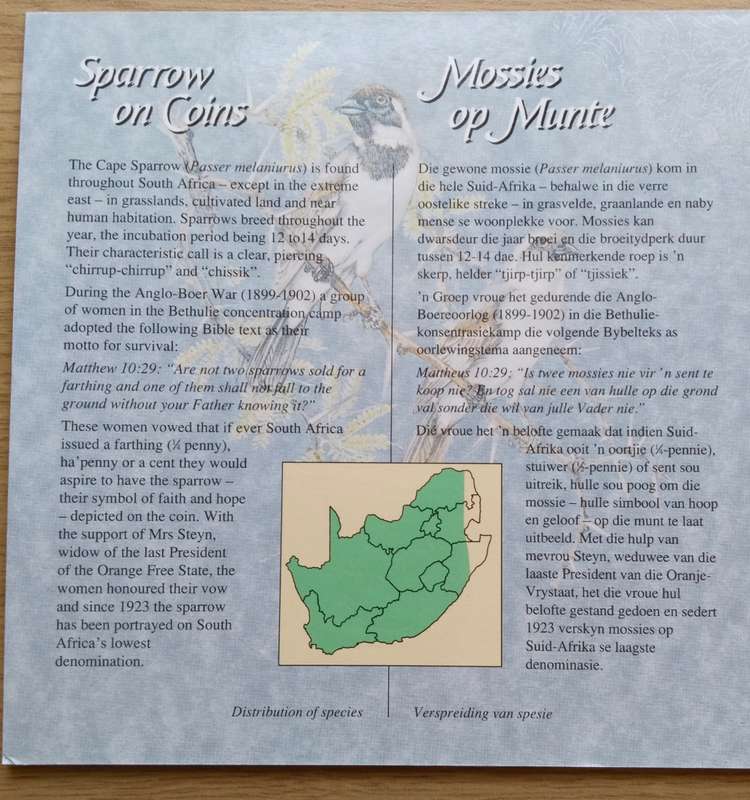 Sparrow
on Coins
The Cape Sparrow (Passer melaniurus) is found
throughout South Africa – except in the extreme
east – in grasslands, cultivated land and near
human habitation. Sparrows breed throughout the
year, the incubation period being 12 to14 days.
Their characteristic call is a clear, piercing
“chirrup-chirrup” and “chissik”.
During the Anglo-Boer War (1899-1902) a group
of women in the Bethulie concentration camp
adopted the following Bible text as their
motto for survival:
Matthew 10:29: “Are not two sparrows sold for a
farthing and one of them shall not fall to the
ground without your Father knowing it?”
These women vowed that if ever South Africa
issued a farthing (¼ penny),
ha’penny or a cent they would
aspire to have the sparrow –
their symbol of faith and hope
– depicted on the coin. With
the support of Mrs Steyn,
widow of the last President
of the Orange Free State, the
women honoured their vow
and since 1923 the sparrow
has been portrayed on South
Africa’s lowest
denomination.
Distribution of species
Mossies
op Munte
Die gewone mossie (Passer melaniurus) kom in
die hele Suid-Afrika – behalwe in die verre
oostelike streke – in grasvelde, graanlande en naby
mense se woonplekke voor. Mossies kan
dwarsdeur die jaar broei en die broeitydperk duur
tussen 12-14 dae. Hul kenmerkende roep is ’n
skerp, helder “tjirp-tjirp” of “tjissiek”.
’n Groep vroue het gedurende die Anglo-
Boereoorlog (1899-1902) in die Bethulie-
konsentrasiekamp die volgende Bybelteks as
oorlewingstema aangeneem:
Mattheus 10:29: “Is twee mossies nie vir ’n sent te
koop nie? En tog sal nie een van hulle op die grond
val sonder die wil van julle Vader nie.”
Dié vroue het ’n belofte gemaak dat indien Suid-
Afrika ooit ’n oortjie (¼-pennie),
stuiwer (½-pennie) of sent sou
uitreik, hulle sou poog om die
mossie – hulle simbool van hoop
en geloof – op die munt te laat
uitbeeld. Met die hulp van
mevrou Steyn, weduwee van die
laaste President van die Oranje-
Vrystaat, het die vroue hul
belofte gestand gedoen en sedert
1923 verskyn mossies op
Suid-Afrika se laagste
denominasie.
Verspreiding van spesie